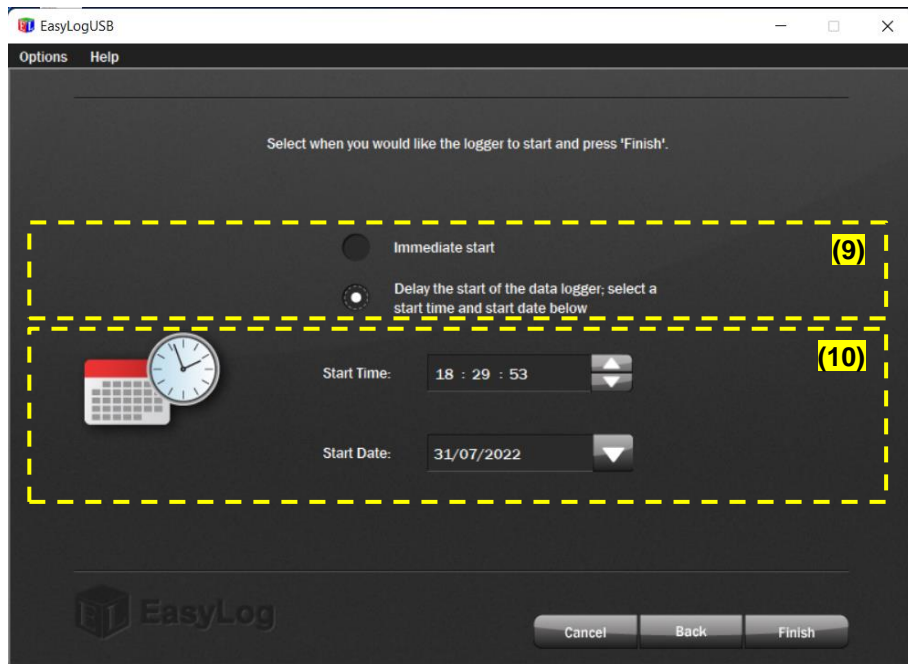 EasyLogUSB
Options Help
Select when you would like the logger to start and press 'Finish'.
Immediate start
(9)
Delay the start of the data logger; select a
start time and start date below
(10)
Start Time: 18 : 29 : 53
Start Date: 31/07/2022
EL EasyLog
Cancel Back Finish